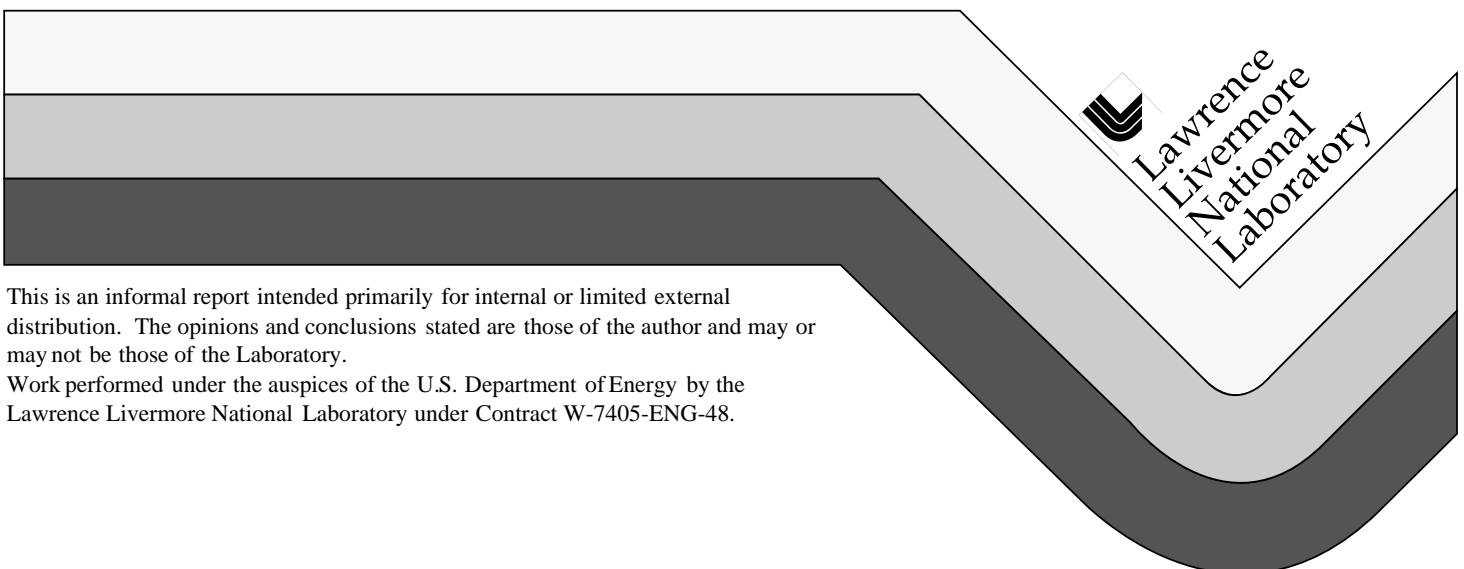 Lawrence
Livermore
National
Laboratory
This is an informal report intended primarily for internal or limited external
distribution.  The opinions and conclusions stated are those of the author and may or
may not be those of the Laboratory.
Work performed under the auspices of the U.S. Department of Energy by the
Lawrence Livermore National Laboratory under Contract W-7405-ENG-48.